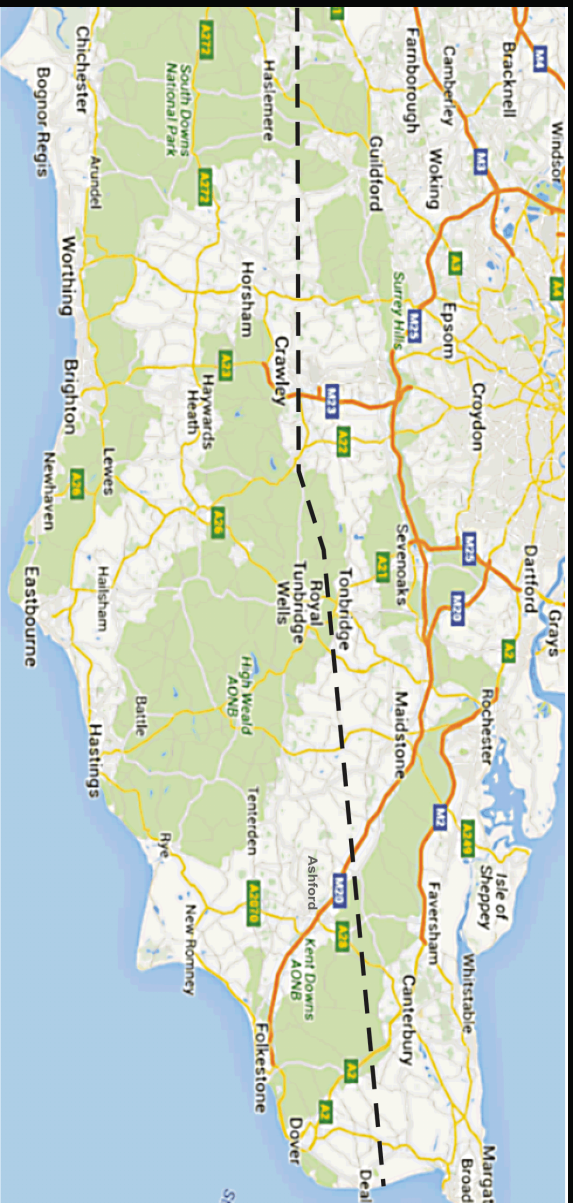 M4
Windsor
Bracknell
Camberley
Farnborough
M3
Woking
Guildford
A3
A4
Haslemere
A272
South Downs
National Park
Chichester
Bognor Regis
Arundel
A272
Worthing
Horsham
Surrey Hills
M25
Epsom
Croydon
Crawley
M23
A23
A22
Haywards
Heath
Brighton
Lewes
A26
Newhaven
A26
Sevenoaks
M25
Dartford
Grays
A21
M20
A2
Tonbridge
Royal
Tunbridge
Wells
Hailsham
Eastbourne
High Weald
AONB
Battle
Hastings
Rochester
Maidstone
M2
A249
Isle of
Sheppey
Tenterden
Rye
Ashford
M20
A2070
A28
New Romney
Kent Downs
AONB
Faversham
Whitstable
Canterbury
Folkestone
A2
A2
Dover
Deal
Margat
Broad